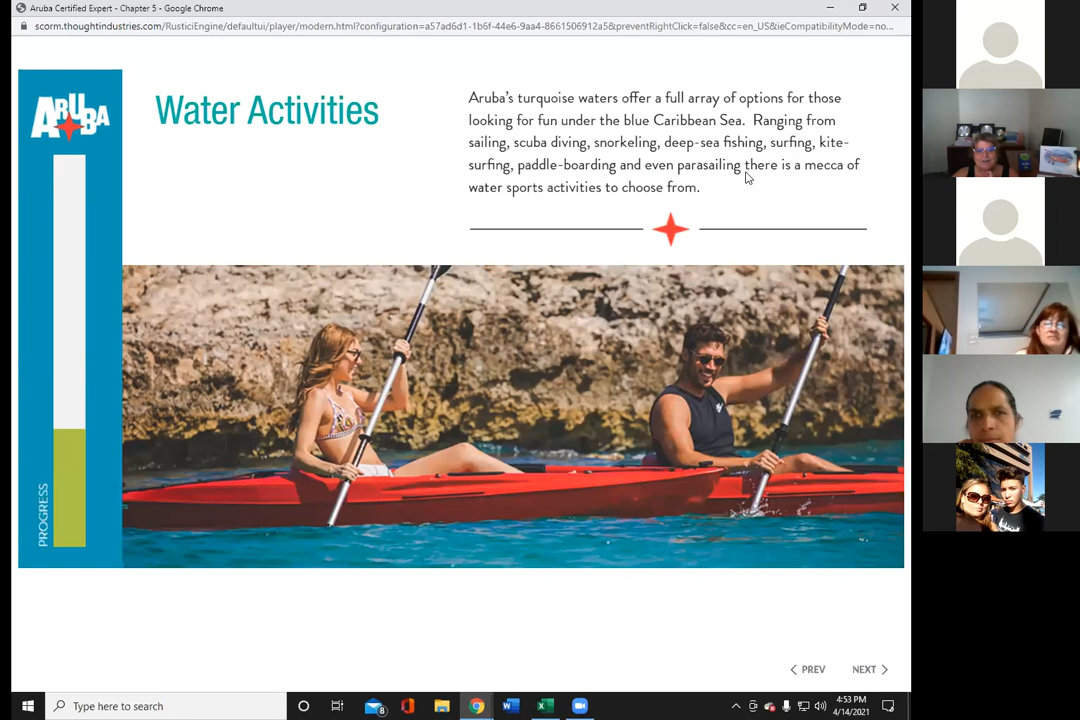 Aruba Certified Expert - Chapter 5 - Google Chrome
scorm.thoughtindustries.com/RusticiEngine/defaultui/player/modern.html?configuration=a57ad6d1-1b6f-44e6-9aa4-8661506912a5&preventRightClick=false&cc=en_US&ieCompatibilityMode=no...
ARUBA
Water Activities
Aruba's turquoise waters offer a full array of options for those
looking for fun under the blue Caribbean Sea. Ranging from
sailing, scuba diving, snorkeling, deep-sea fishing, surfing, kite-
surfing, paddle-boarding and even parasailing there is a mecca of
water sports activities to choose from.
PROGRESS
PREV
NEXT
Type here to search
8
4:53 PM
4/14/2021